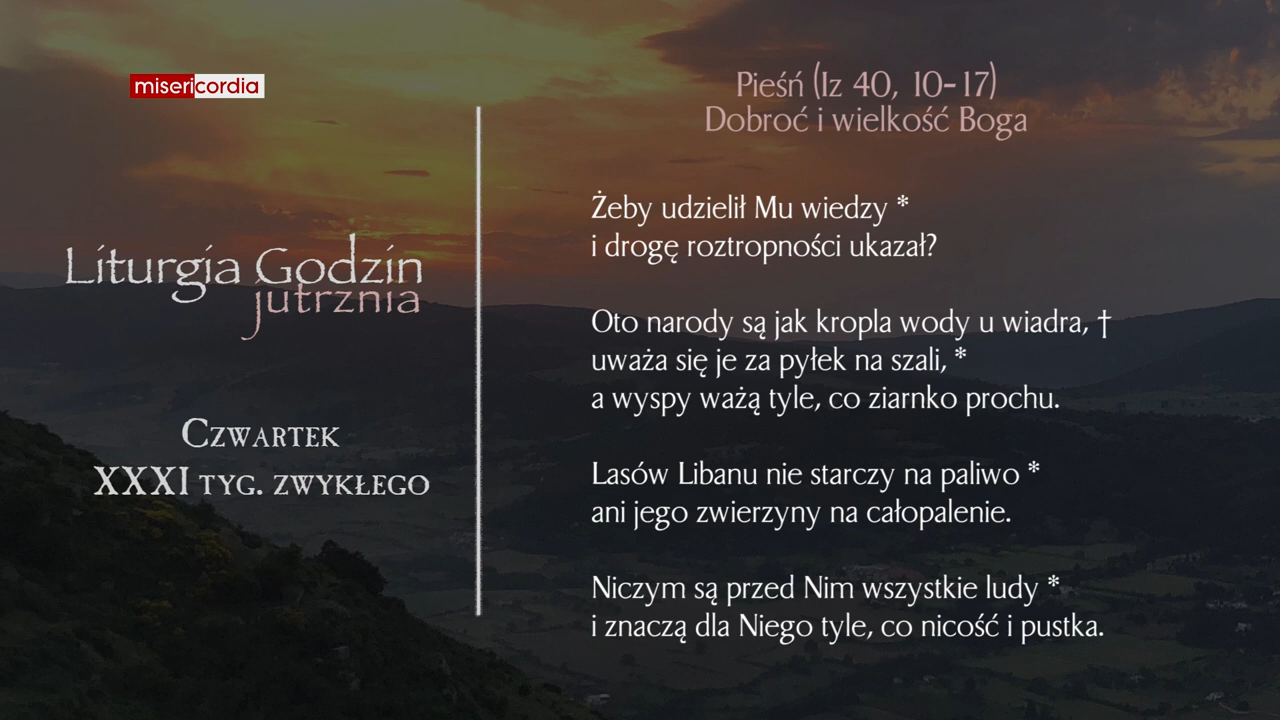 misericordia
Liturgia Godzin
jutrznia
Czwartek
XXXI tyg. zwykłego
Pieśń (Iz 40, 10-17)
Dobroć i wielkość Boga
Żeby udzielił Mu wiedzy *
i drogę roztropności ukazał?
Oto narody są jak kropla wody u wiadra, †
uważa się je za pyłek na szali, *
a wyspy ważą tyle, co ziarnko prochu.
Lasów Libanu nie starczy na paliwo *
ani jego zwierzyny na całopalenie.
Niczym są przed Nim wszystkie ludy *
i znaczą dla Niego tyle, co nicość i pustka.